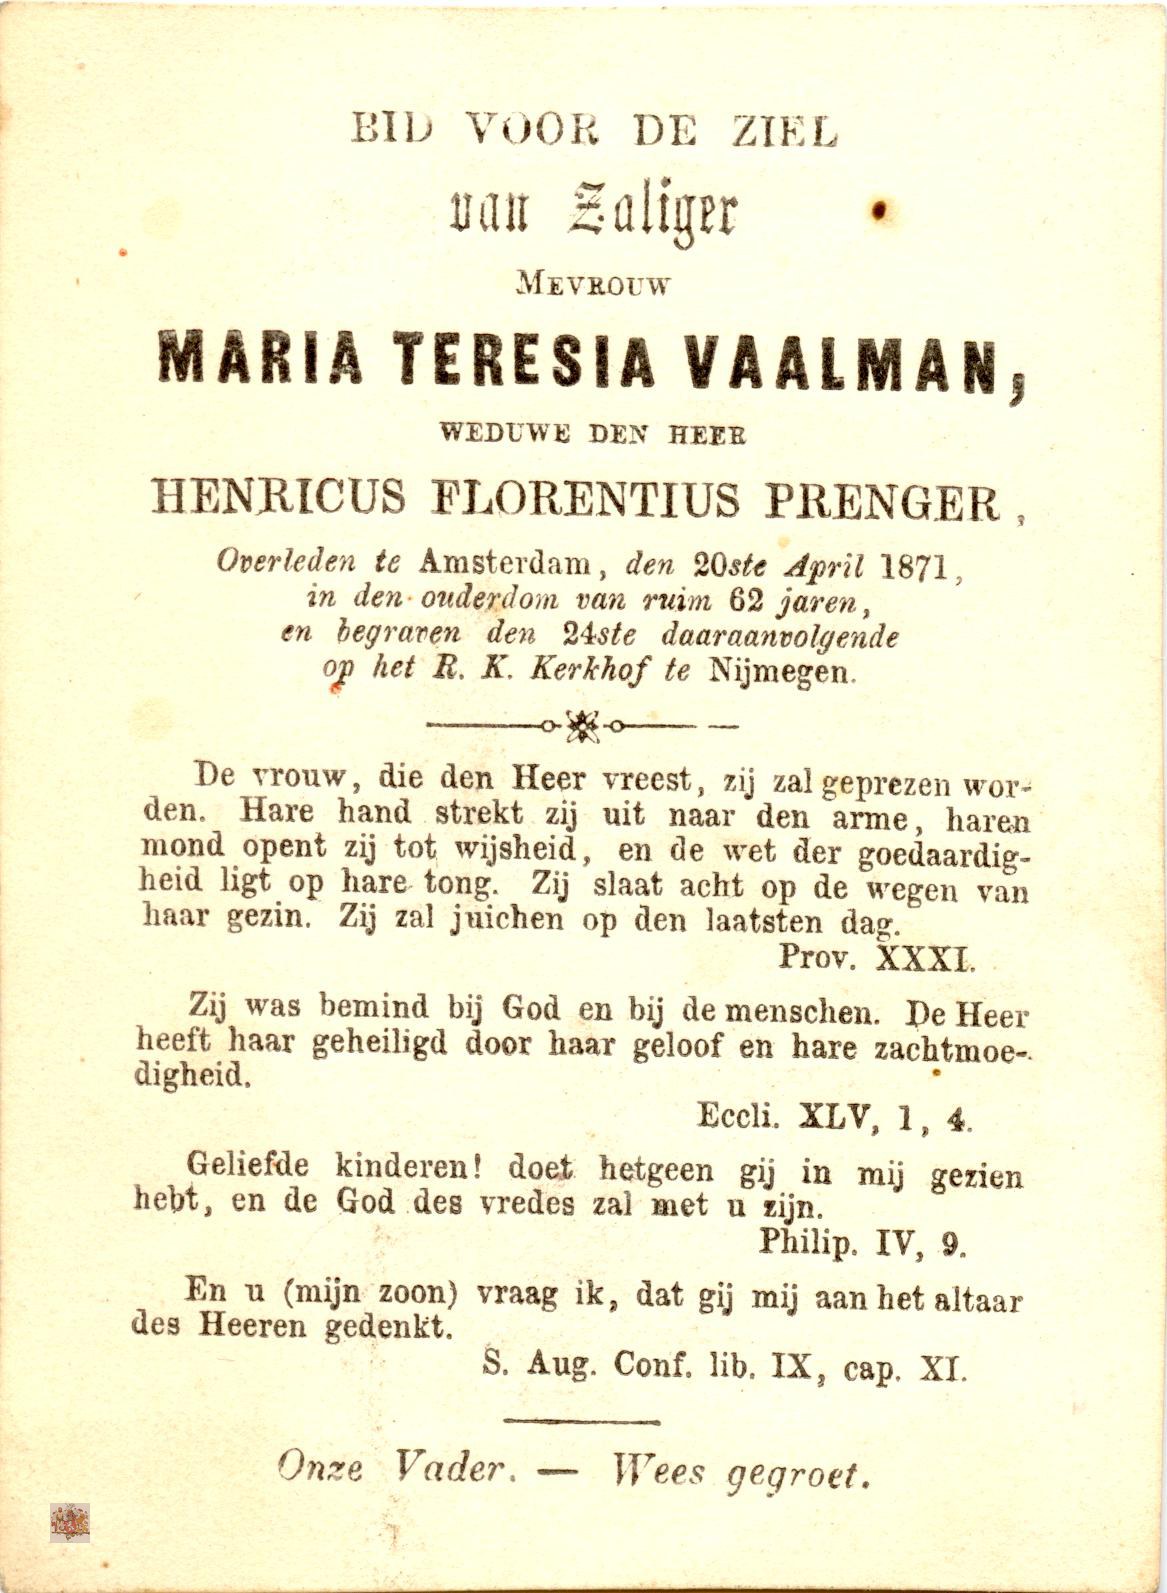 BID VOOR DE ZIEL
van Zaliger
MEVROUW
MARIA TERESIA VAALMAN,
WEDUWE DEN HEER
HENRICUS FLORENTIUS PRENGER,
Overleden te Amsterdam, den 20ste April 1871,
in den ouderdom van ruim 62 jaren,
en begraven den 24ste daaraanvolgende
op het R. K. Kerkhof te Nijmegen.
De vrouw, die den Heer vreest, zij zal geprezen wor-
den. Hare hand strekt zij uit naar den arme, haren
mond opent zij tot wijsheid, en de wet der goedaardig-
heid ligt op hare tong. Zij slaat acht op de wegen van
haar gezin. Zij zal juichen op den laatsten dag.
Prov. XXXI.
Zij was bemind bij God en bij de menschen. De Heer
heeft haar geheiligd door haar geloof en hare zachtmoe-
digheid.
Eccli. XLV, 1, 4.
Geliefde kinderen! doet hetgeen gij in mij gezien
hebt, en de God des vredes zal met u zijn.
Philip. IV, 9.
En u (mijn zoon) vraag ik, dat gij mij aan het altaar
des Heeren gedenkt.
S. Aug. Conf. lib. IX, cap. XI.
Onze Vader. — Wees gegroet.